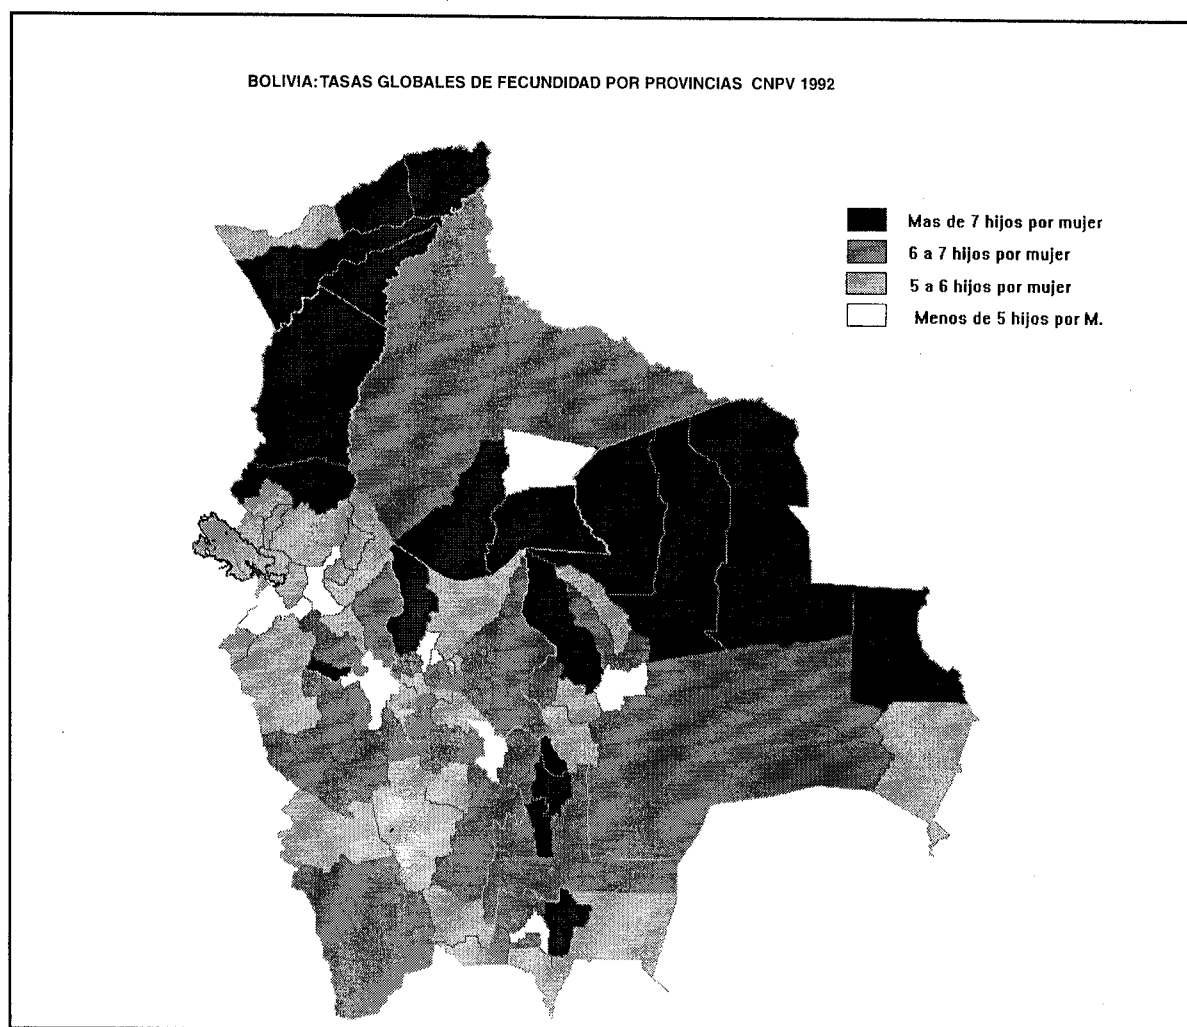 BOLIVIA: TASAS GLOBALES DE FECUNDIDAD POR PROVINCIAS CNPV 1992
Mas de 7 hijos por mujer
6 a 7 hijos por mujer
5 a 6 hijos por mujer
Menos de 5 hijos por M.